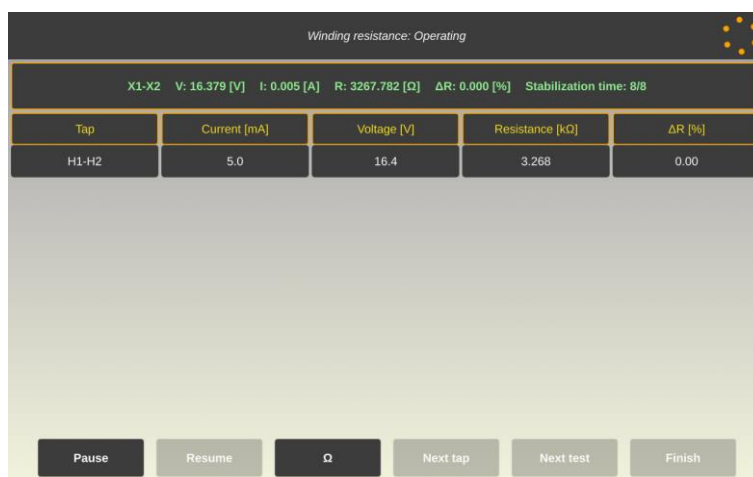 Winding resistance: Operating
X1-X2 V: 16.379 [V] I: 0.005 [A] R: 3267.782 [Ω] ΔR: 0.000 [%] Stabilization time: 8/8
Tap Current [mA] Voltage [V] Resistance [kΩ] ΔR [%]
H1-H2 5.0 16.4 3.268 0.00
Pause Resume Ω Next tap Next test Finish